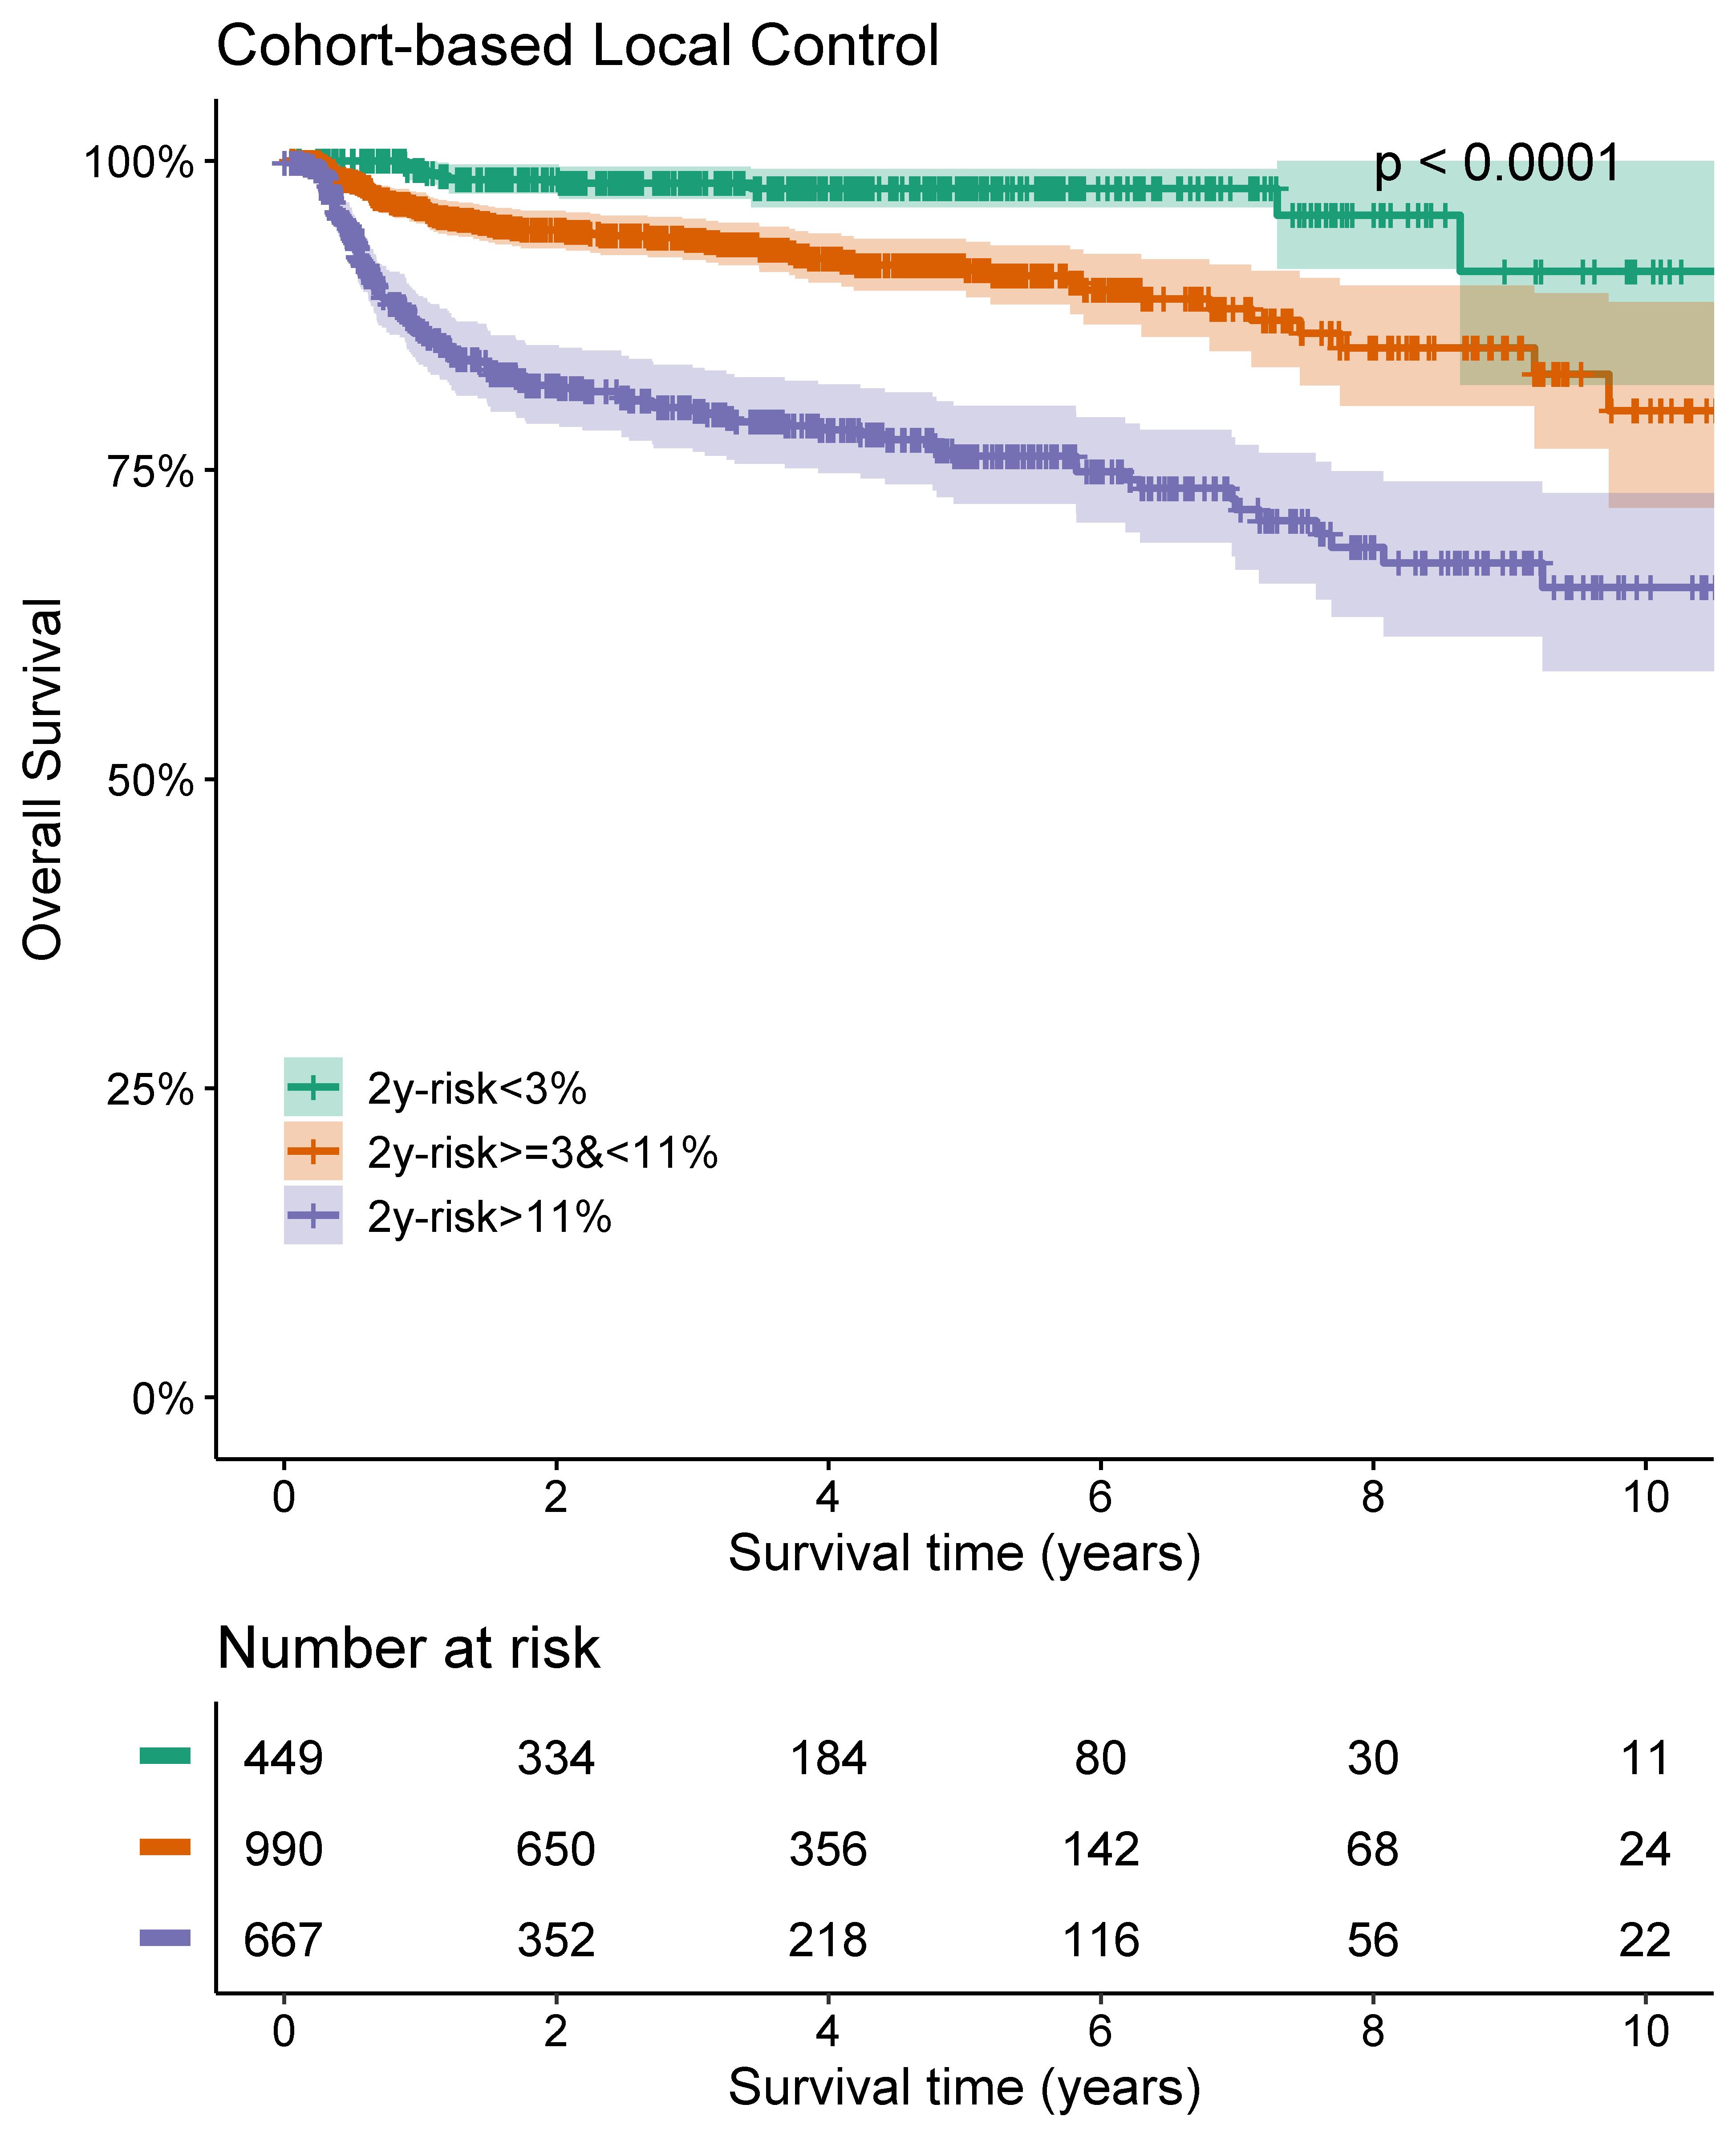 Cohort-based Local Control
100%
p < 0.0001
75%
Overall Survival
50%
25%
2y-risk<3%
2y-risk>=3&<11%
2y-risk>11%
0%
0 2 4 6 8 10
Survival time (years)
Number at risk
449 334 184 80 30 11
990 650 356 142 68 24
667 352 218 116 56 22
0 2 4 6 8 10
Survival time (years)